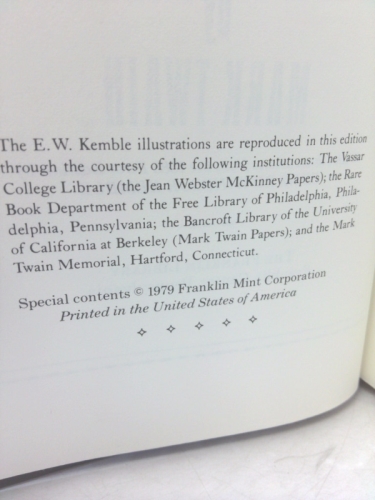 The E.W. Kemble illustrations are reproduced in this edition
through the courtesy of the following institutions: The Vassar
College Library (the Jean Webster McKinney Papers); the Rare
Book Department of the Free Library of Philadelphia, Phila-
delphia, Pennsylvania; the Bancroft Library of the University
of California at Berkeley (Mark Twain Papers); and the Mark
Twain Memorial, Hartford, Connecticut.
Special contents © 1979 Franklin Mint Corporation
Printed in the United States of America